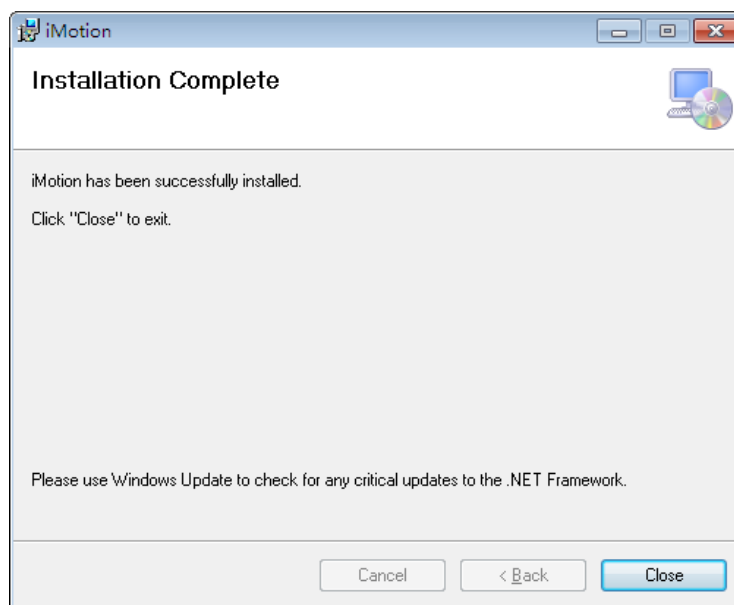 iMotion
Installation Complete
iMotion has been successfully installed.
Click "Close" to exit.
Please use Windows Update to check for any critical updates to the .NET Framework.
Cancel
< Back
Close